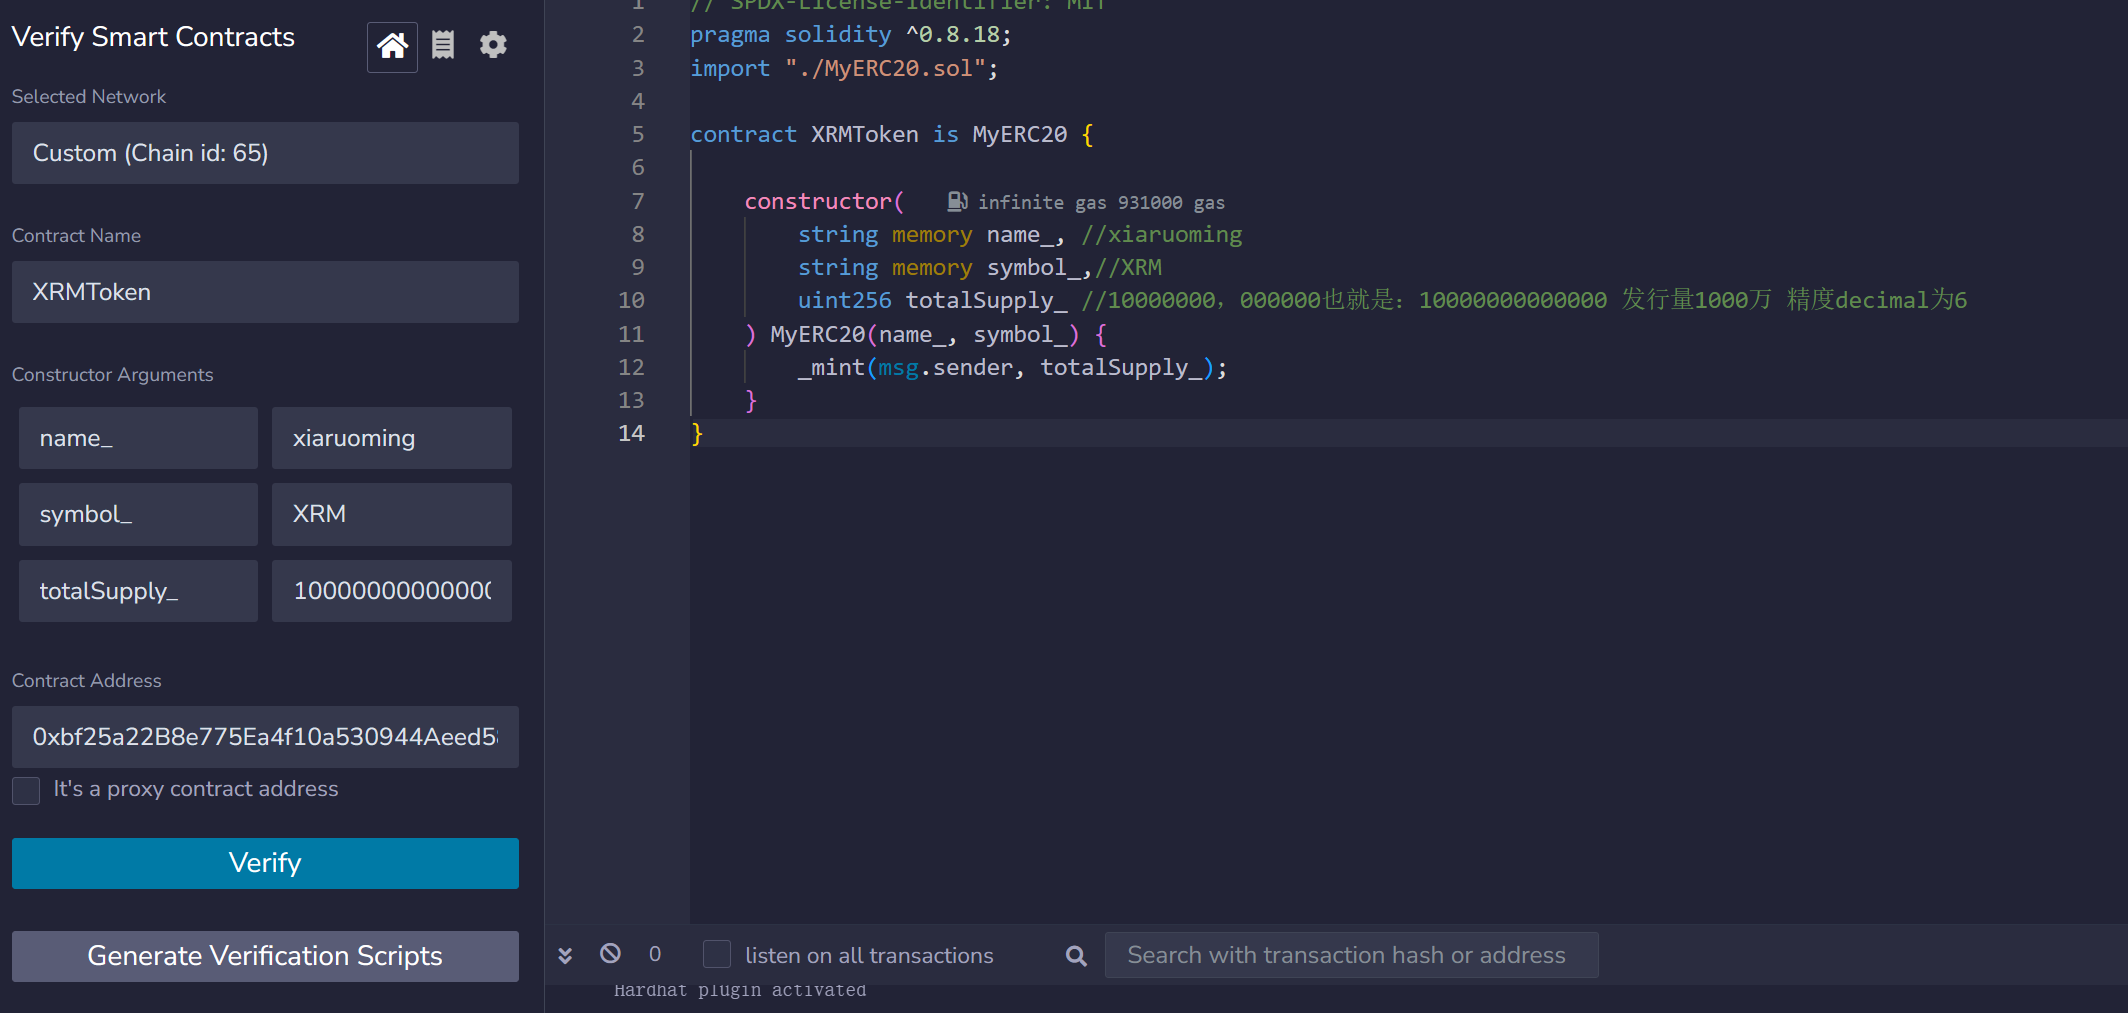 Verify Smart Contracts
Selected Network
Custom (Chain id: 65)
Contract Name
XRMToken
Constructor Arguments
name_ xiaruoming
symbol_ XRM
totalSupply_ 10000000000000
Contract Address
0xbf25a22B8e775Ea4f10a530944Aeed5
It's a proxy contract address
Verify
Generate Verification Scripts
1 // SPDX-License-Identifier: MIT
2 pragma solidity ^0.8.18;
3 import "./MyERC20.sol";
4
5 contract XRMToken is MyERC20 {
6
7 constructor( infinite gas 931000 gas
8 string memory name_, //xiaruoming
9 string memory symbol_,//XRM
10 uint256 totalSupply_ //10000000，000000也就是：10000000000000 发行量1000万 精度decimal为6
11 ) MyERC20(name_, symbol_) {
12 _mint(msg.sender, totalSupply_);
13 }
14 }
0 listen on all transactions Search with transaction hash or address
Hardhat plugin activated